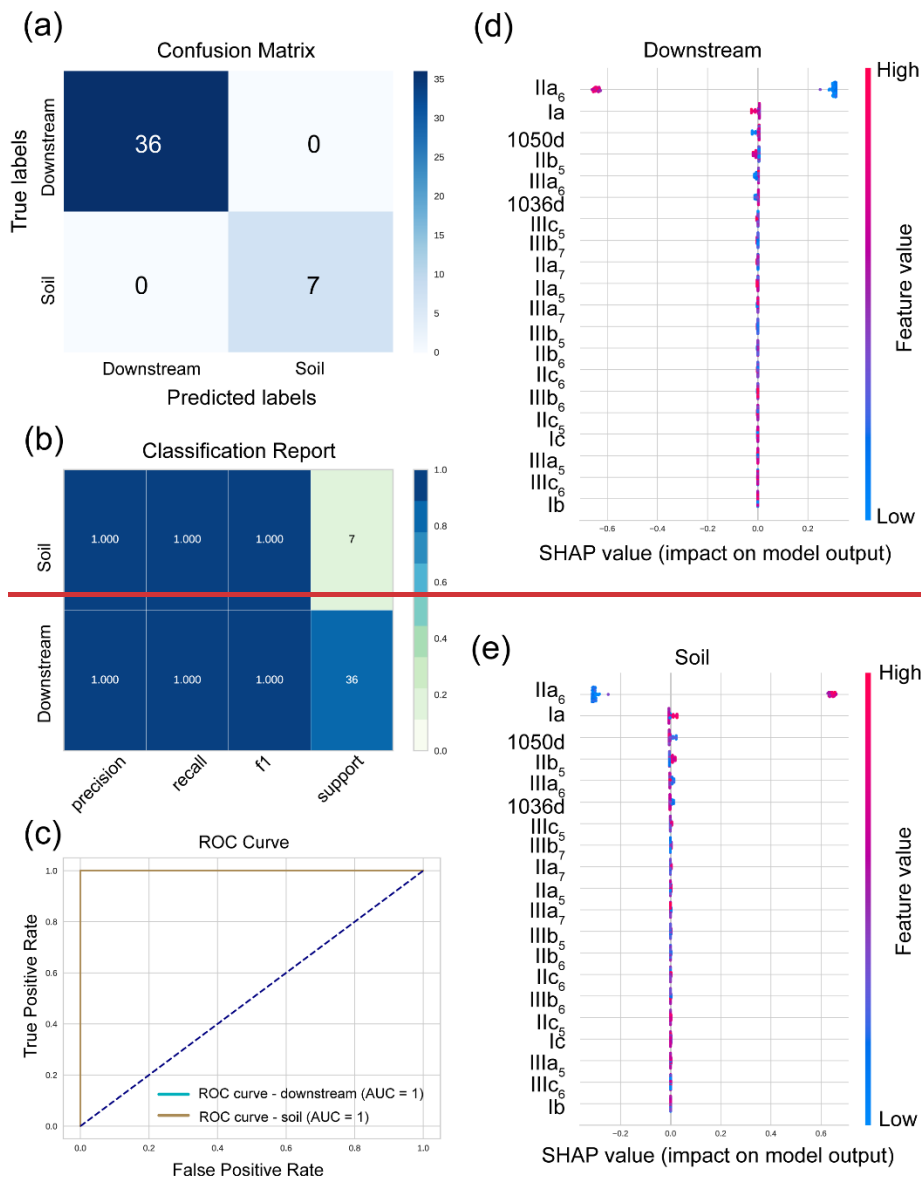 (a)
Confusion Matrix
True labels
Downstream
Soil
36
0
0
7
Downstream
Soil
Predicted labels
35
30
25
20
15
10
5
0
(b)
Classification Report
Soil
Downstream
1.000
1.000
1.000
7
1.000
1.000
1.000
36
precision
recall
f1
support
1.0
0.8
0.6
0.4
0.2
0.0
(c)
ROC Curve
True Positive Rate
1.0
0.8
0.6
0.4
0.2
0.0
ROC curve - downstream (AUC = 1)
ROC curve - soil (AUC = 1)
0.0
0.2
0.4
0.6
0.8
1.0
False Positive Rate
(d)
Downstream
IIa6
Ia
1050d
IIb5
IIIa6
1036d
IIIc5
IIIb7
IIa7
IIa5
IIIa7
IIIb5
IIb6
IIc6
IIIb6
IIc5
Ic
IIIa5
IIIc6
Ib
−0.6
−0.4
−0.2
0.0
0.2
SHAP value (impact on model output)
High
Feature value
Low
(e)
Soil
IIa6
Ia
1050d
IIb5
IIIa6
1036d
IIIc5
IIIb7
IIa7
IIa5
IIIa7
IIIb5
IIb6
IIc6
IIIb6
IIc5
Ic
IIIa5
IIIc6
Ib
−0.2
0.0
0.2
0.4
0.6
SHAP value (impact on model output)
High
Feature value
Low